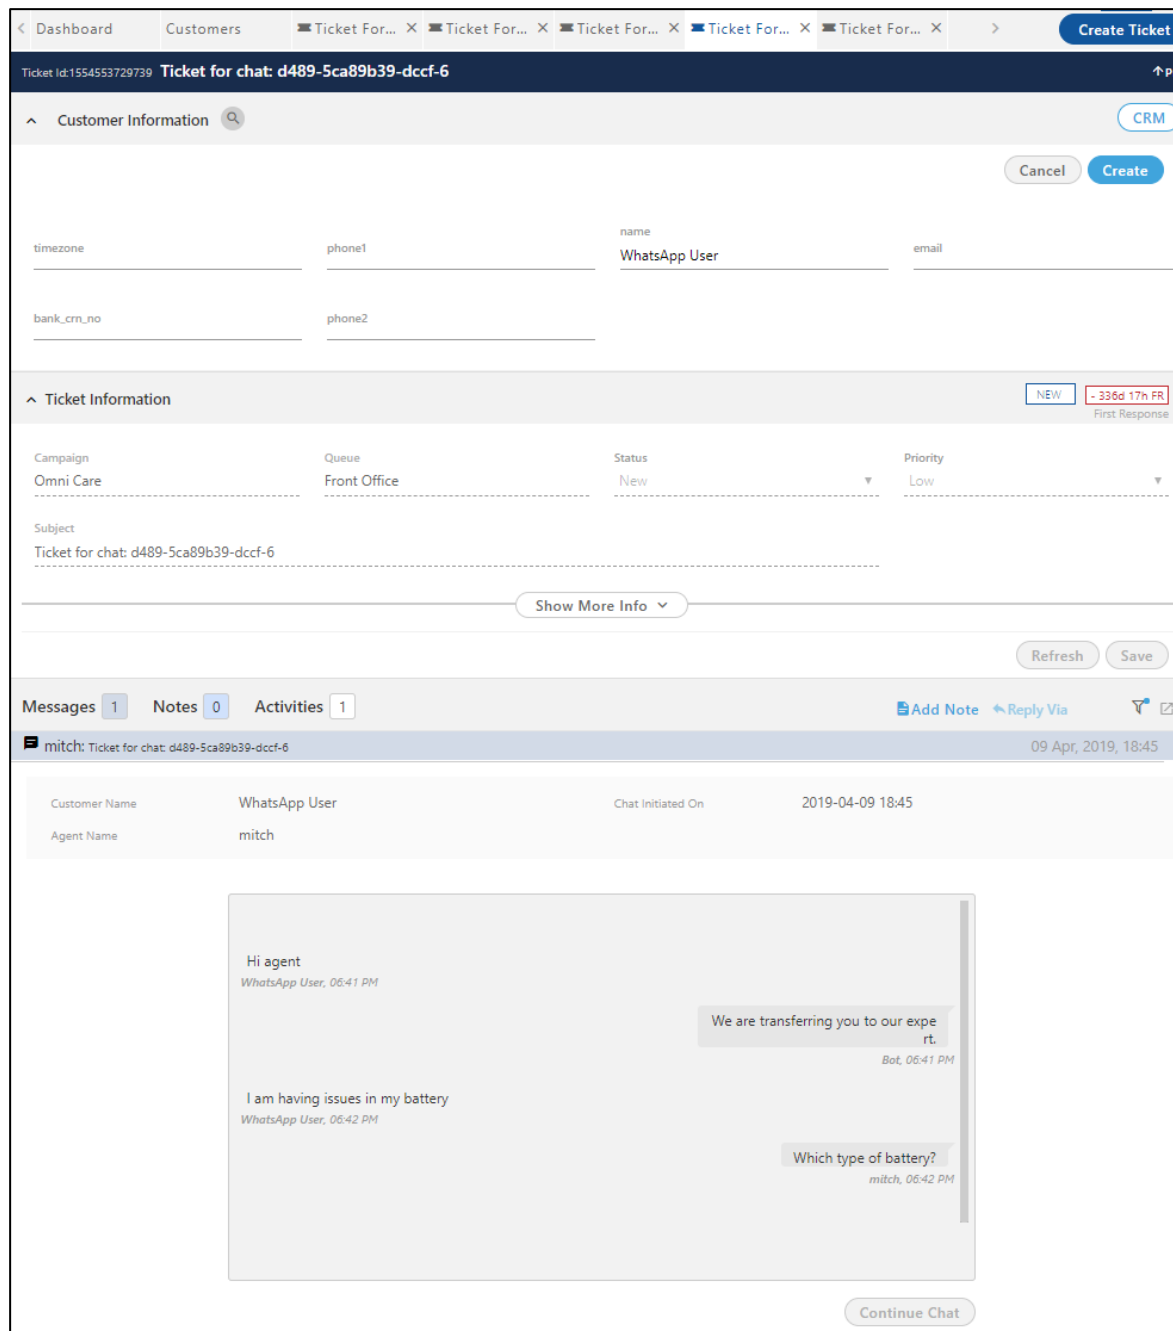 Dashboard Customers Ticket For... Ticket For... Ticket For... Ticket For... Ticket For... Create Ticket
Ticket Id:1554553729739 Ticket for chat: d489-5ca89b39-dccf-6
Customer Information CRM
Cancel Create
timezone phone1 name email
WhatsApp User
bank_crn_no phone2
Ticket Information NEW - 336d 17h FR
First Response
Campaign Queue Status Priority
Omni Care Front Office New Low
Subject
Ticket for chat: d489-5ca89b39-dccf-6
Show More Info
Refresh Save
Messages 1 Notes 0 Activities 1 Add Note Reply Via
mitch: Ticket for chat: d489-5ca89b39-dccf-6 09 Apr, 2019, 18:45
Customer Name WhatsApp User Chat Initiated On 2019-04-09 18:45
Agent Name mitch
Hi agent
WhatsApp User, 06:41 PM
We are transferring you to our expe
rt.
Bot, 06:41 PM
I am having issues in my battery
WhatsApp User, 06:42 PM
Which type of battery?
mitch, 06:42 PM
Continue Chat